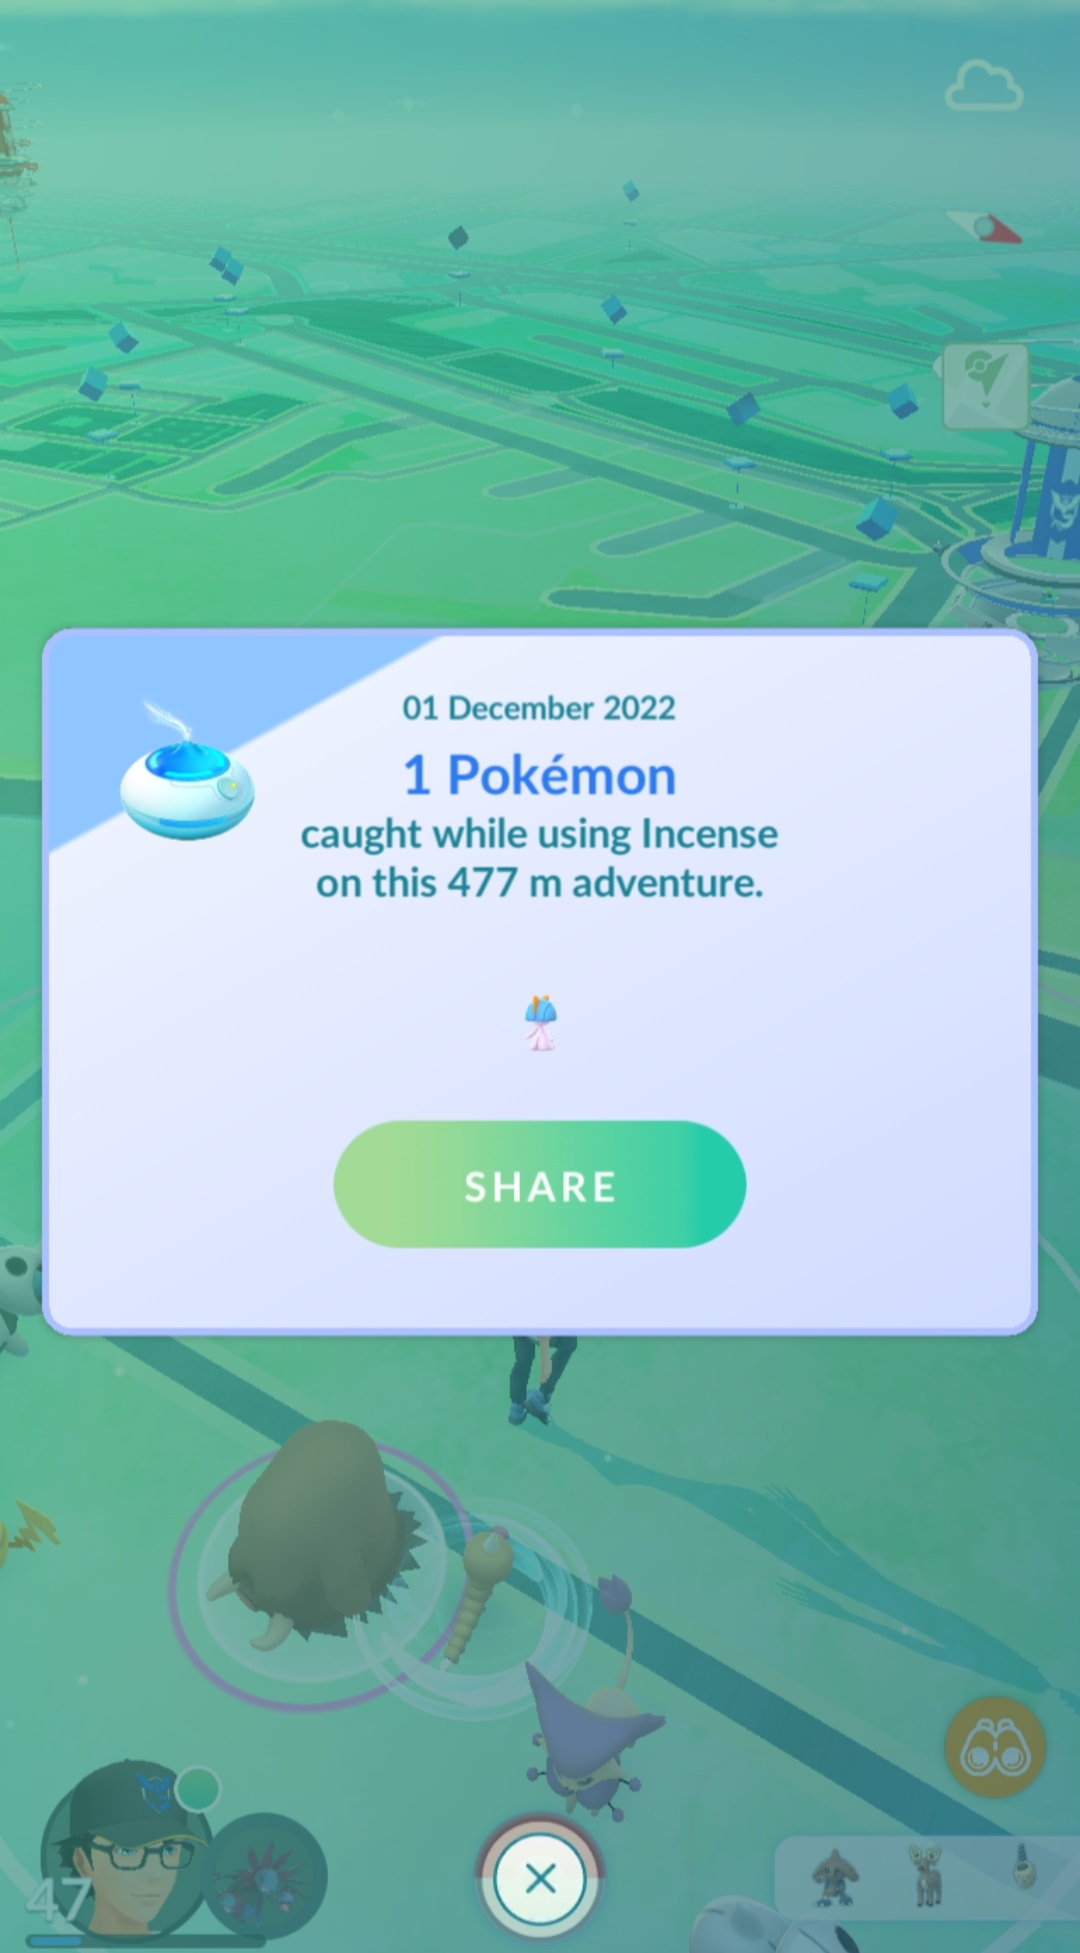 01 December 2022
1 Pokémon
caught while using Incense
on this 477 m adventure.
SHARE
47